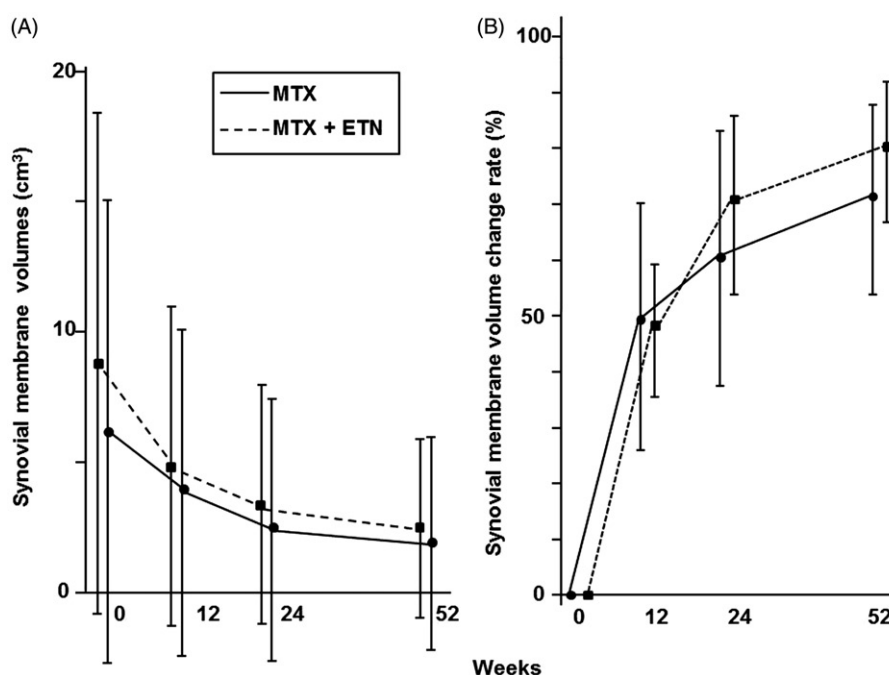 (A)
20
10
0
Synovial membrane volumes (cm³)
MTX
MTX + ETN
0 12 24 52
(B)
100
50
0
Synovial membrane volume change rate (%)
0 12 24 52
Weeks